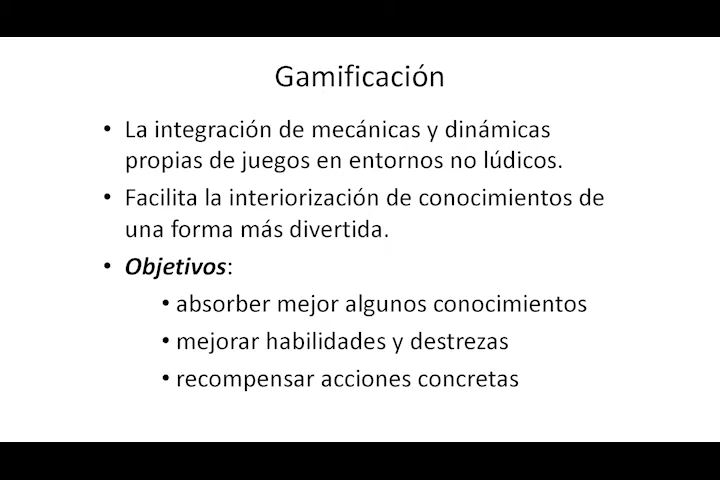 Gamificación
• La integración de mecánicas y dinámicas
propias de juegos en entornos no lúdicos.
• Facilita la interiorización de conocimientos de
una forma más divertida.
• Objetivos:
• absorber mejor algunos conocimientos
• mejorar habilidades y destrezas
• recompensar acciones concretas